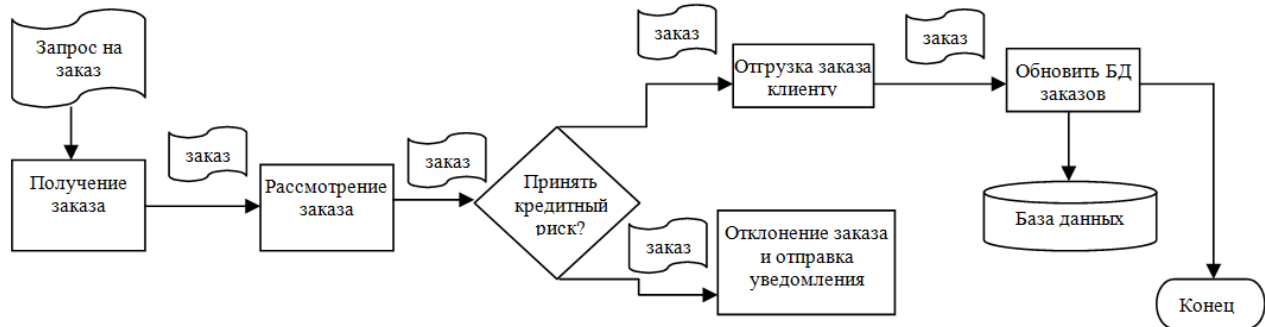 Запрос на
заказ
Получение
заказа
заказ
Рассмотрение
заказа
заказ
Принять
кредитный
риск?
заказ
Отгрузка заказа
клиенту
заказ
Обновить БД
заказов
База данных
Конец
заказ
Отклонение заказа
и отправка
уведомления